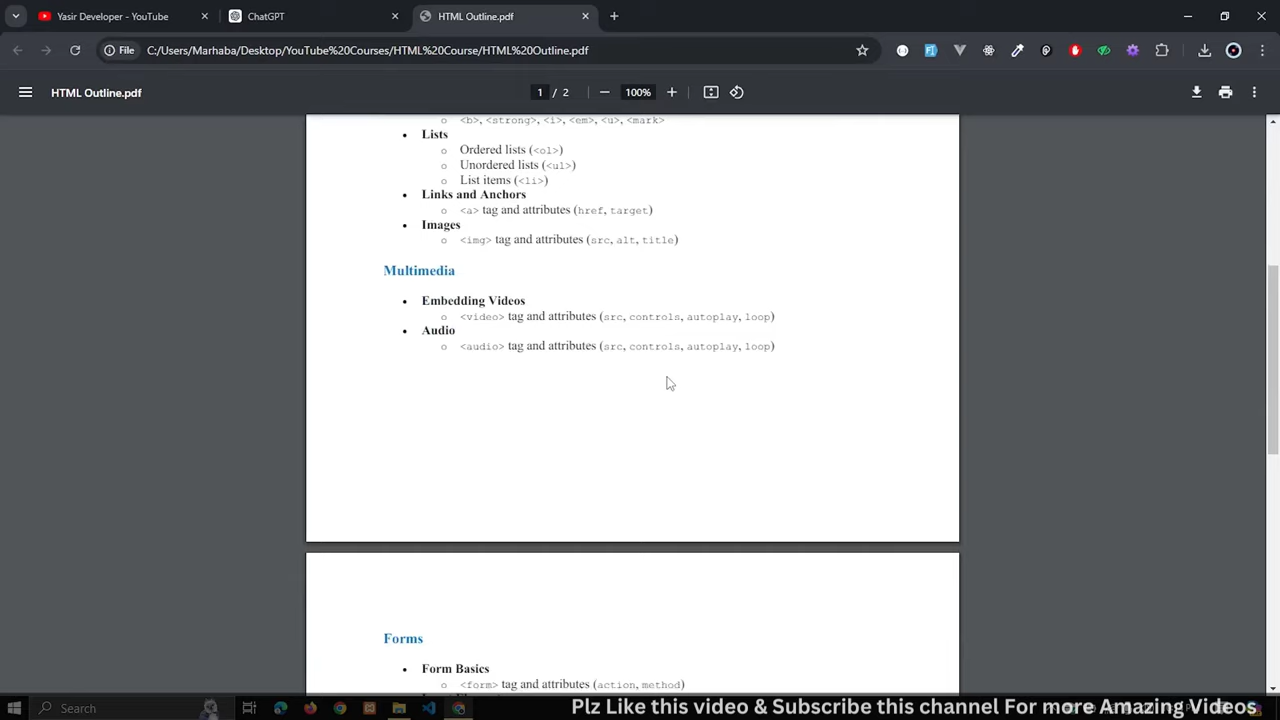 Yasir Developer - YouTube
ChatGPT
HTML Outline.pdf
File
C:/Users/Marhaba/Desktop/YouTube%20Courses/HTML%20Course/HTML%20Outline.pdf
HTML Outline.pdf
1 / 2
100%
<b>, <strong>, <i>, <em>, <u>, <mark>
Lists
Ordered lists (<ol>)
Unordered lists (<ul>)
List items (<li>)
Links and Anchors
<a> tag and attributes (href, target)
Images
<img> tag and attributes (src, alt, title)
Multimedia
Embedding Videos
<video> tag and attributes (src, controls, autoplay, loop)
Audio
<audio> tag and attributes (src, controls, autoplay, loop)
Forms
Form Basics
<form> tag and attributes (action, method)
Search
Plz Like this video & Subscribe this channel For more Amazing Videos